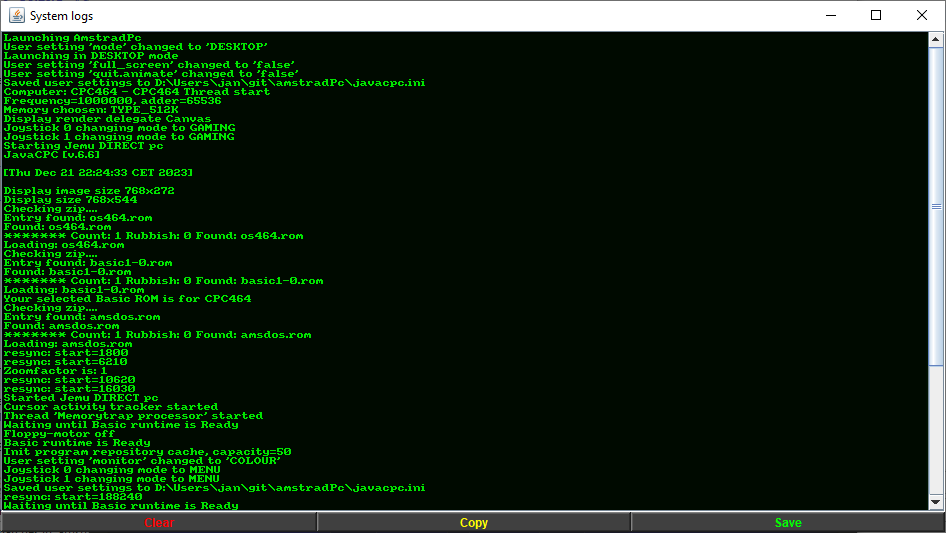 System logs
Launching AmstradPc
User setting 'mode' changed to 'DESKTOP'
Launching in DESKTOP mode
User setting 'full_screen' changed to 'false'
User setting 'quit.animate' changed to 'false'
Saved user settings to D:\Users\jan\git\amstradPc\javacpc.ini
Computer: CPC464 - CPC464 Thread start
Frequency=1000000, adder=65536
Memory choosen: TYPE_512K
Display render delegate Canvas
Joystick 0 changing mode to GAMING
Joystick 1 changing mode to GAMING
Starting Jemu DIRECT pc
JavaCPC [v.6.6]
[Thu Dec 21 22:24:33 CET 2023]
Display image size 768x272
Display size 768x544
Checking zip....
Entry found: os464.rom
Found: os464.rom
******* Count: 1 Rubbish: 0 Found: os464.rom
Loading: os464.rom
Checking zip....
Entry found: basic1-0.rom
Found: basic1-0.rom
******* Count: 1 Rubbish: 0 Found: basic1-0.rom
Loading: basic1-0.rom
Your selected Basic ROM is for CPC464
Checking zip....
Entry found: amsdos.rom
Found: amsdos.rom
******* Count: 1 Rubbish: 0 Found: amsdos.rom
Loading: amsdos.rom
resync: start=1800
resync: start=6210
Zoomfactor is: 1
resync: start=10620
resync: start=16030
Started Jemu DIRECT pc
Cursor activity tracker started
Thread 'Memorytrap processor' started
Waiting until Basic runtime is Ready
Floppy-motor off
Basic runtime is Ready
Init program repository cache, capacity=50
User setting 'monitor' changed to 'COLOUR'
Joystick 0 changing mode to MENU
Joystick 1 changing mode to MENU
Saved user settings to D:\Users\jan\git\amstradPc\javacpc.ini
resync: start=188240
Waiting until Basic runtime is Ready
Clear Copy Save